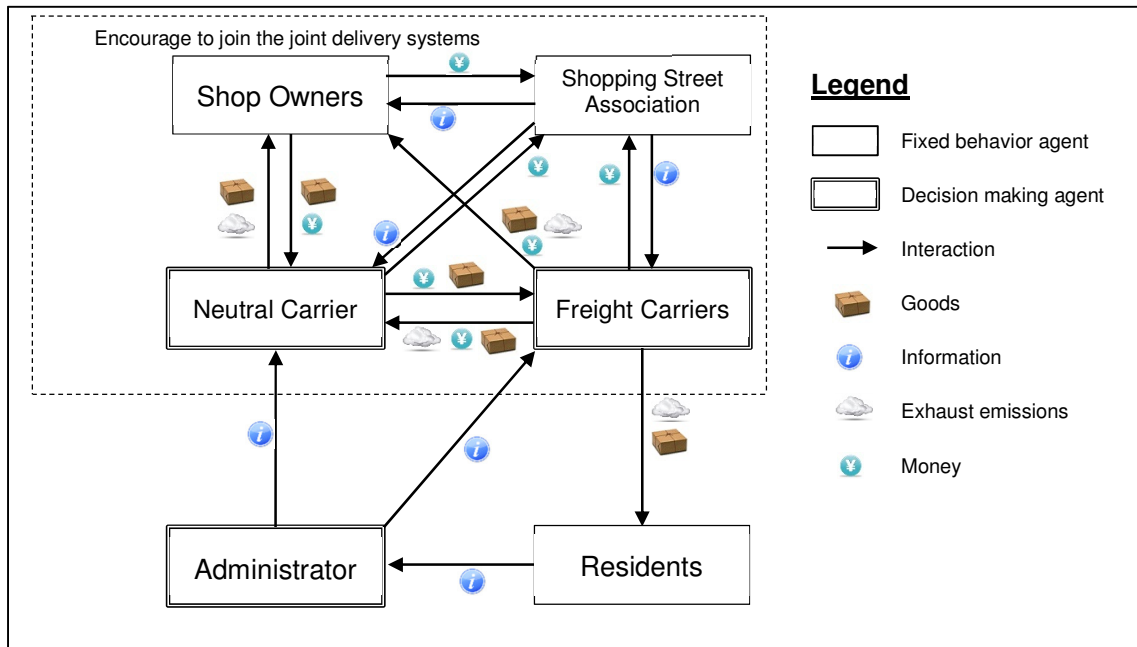 Encourage to join the joint delivery systems
Shop Owners
Shopping Street
Association
Neutral Carrier
Freight Carriers
Administrator
Residents
Legend
Fixed behavior agent
Decision making agent
Interaction
Goods
Information
Exhaust emissions
Money
¥
i
¥
¥
i
¥
i
¥
¥
¥
¥
i
i
i
i
¥